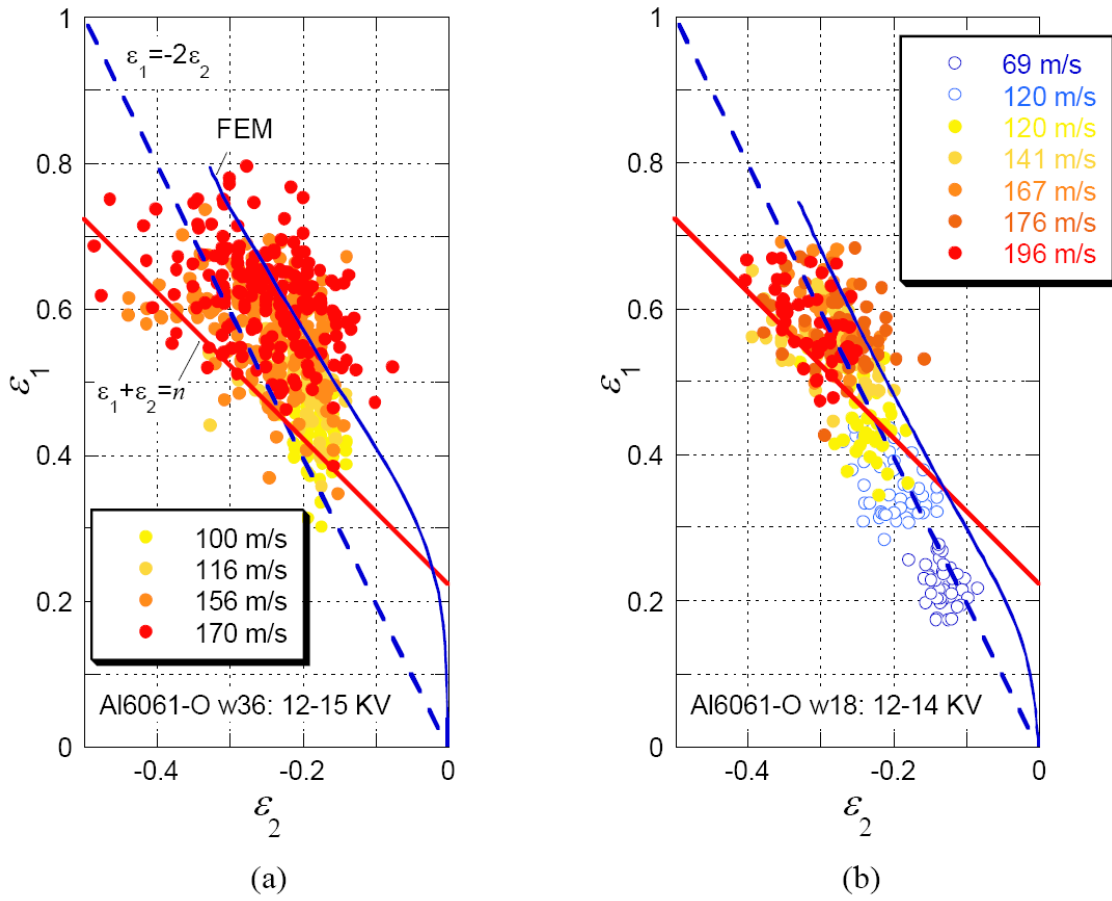 1
ε₁=-2ε₂
FEM
0.8
0.6
ε₁
ε₁+ε₂=n
0.4
100 m/s
116 m/s
156 m/s
170 m/s
0.2
Al6061-O w36: 12-15 KV
0
-0.4
-0.2
0
ε₂
(a)
1
69 m/s
120 m/s
120 m/s
141 m/s
167 m/s
176 m/s
196 m/s
0.8
0.6
ε₁
0.4
0.2
Al6061-O w18: 12-14 KV
0
-0.4
-0.2
0
ε₂
(b)